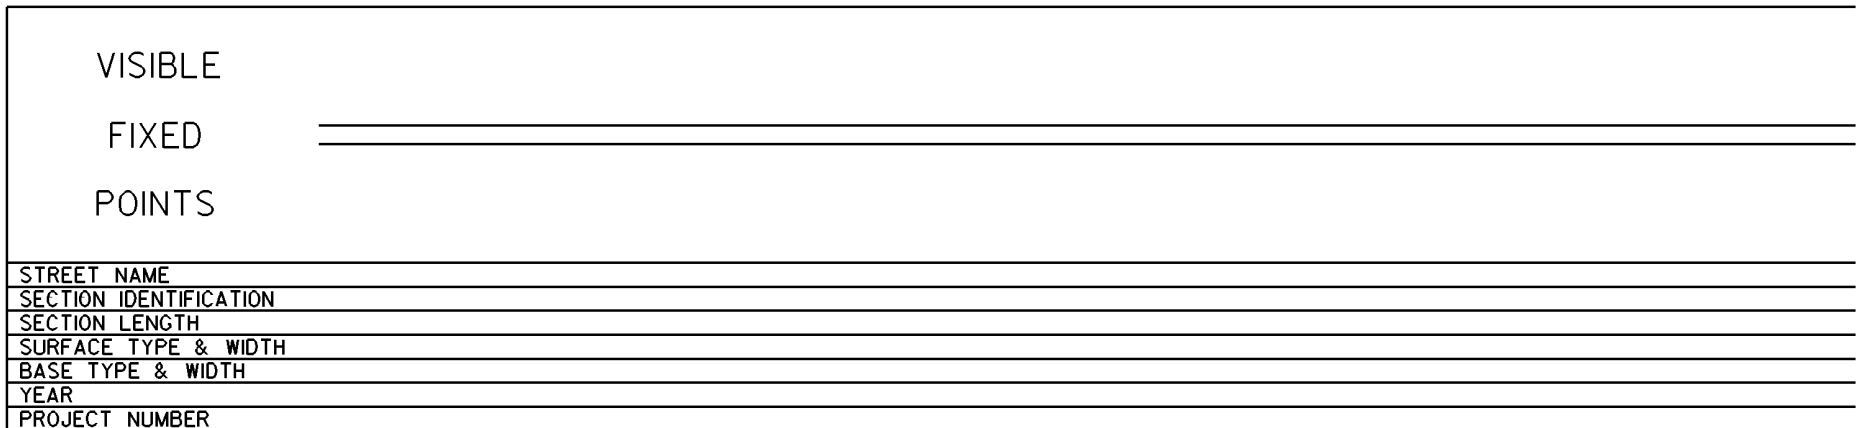 VISIBLE
FIXED
POINTS
STREET NAME
SECTION IDENTIFICATION
SECTION LENGTH
SURFACE TYPE & WIDTH
BASE TYPE & WIDTH
YEAR
PROJECT NUMBER